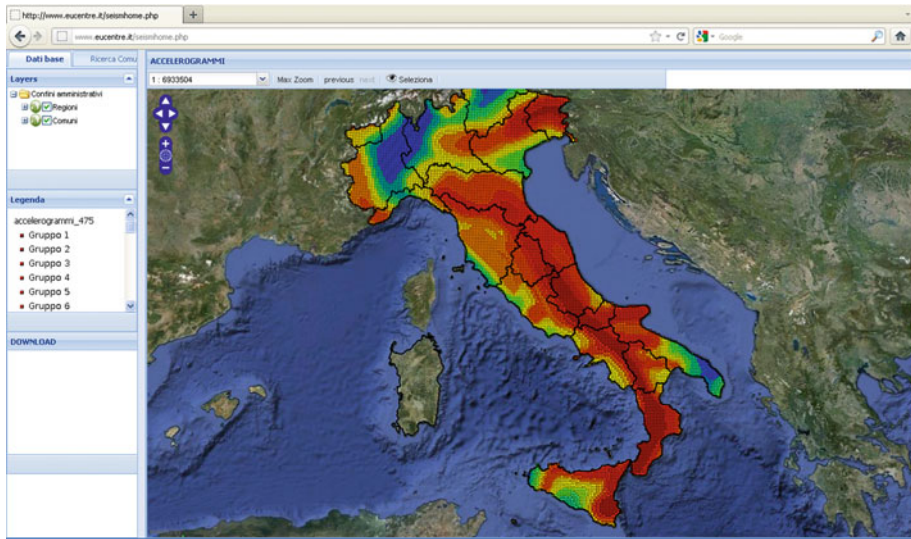 http://www.eucentre.it/seismhome.php
www.eucentre.it/seismhome.php
Google
Dati base
Ricerca Comu
ACCELEROGRAMMI
Layers
1 : 6933504
Max Zoom
previous
next
Seleziona
Confini amministrativi
Regioni
Comuni
Legenda
accelerogrammi_475
Gruppo 1
Gruppo 2
Gruppo 3
Gruppo 4
Gruppo 5
Gruppo 6
DOWNLOAD